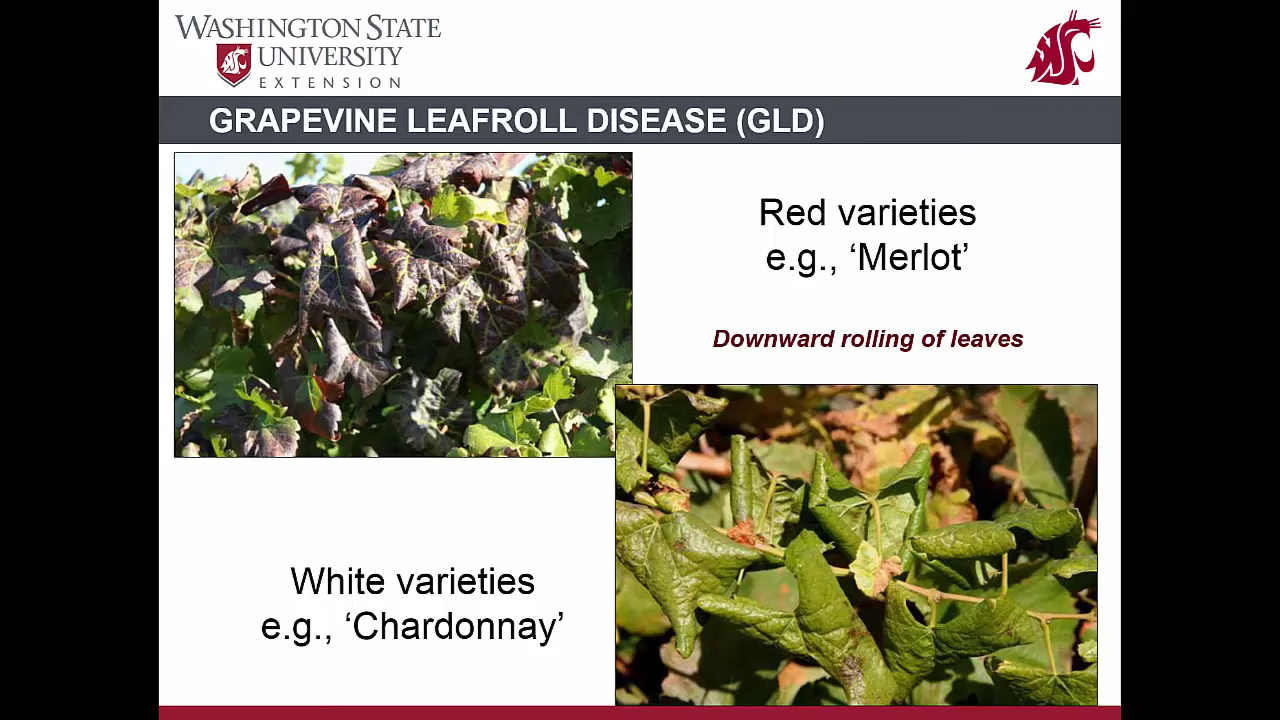 WASHINGTON STATE
UNIVERSITY
EXTENSION
GRAPEVINE LEAFROLL DISEASE (GLD)
Red varieties
e.g., ‘Merlot’
Downward rolling of leaves
White varieties
e.g., ‘Chardonnay’